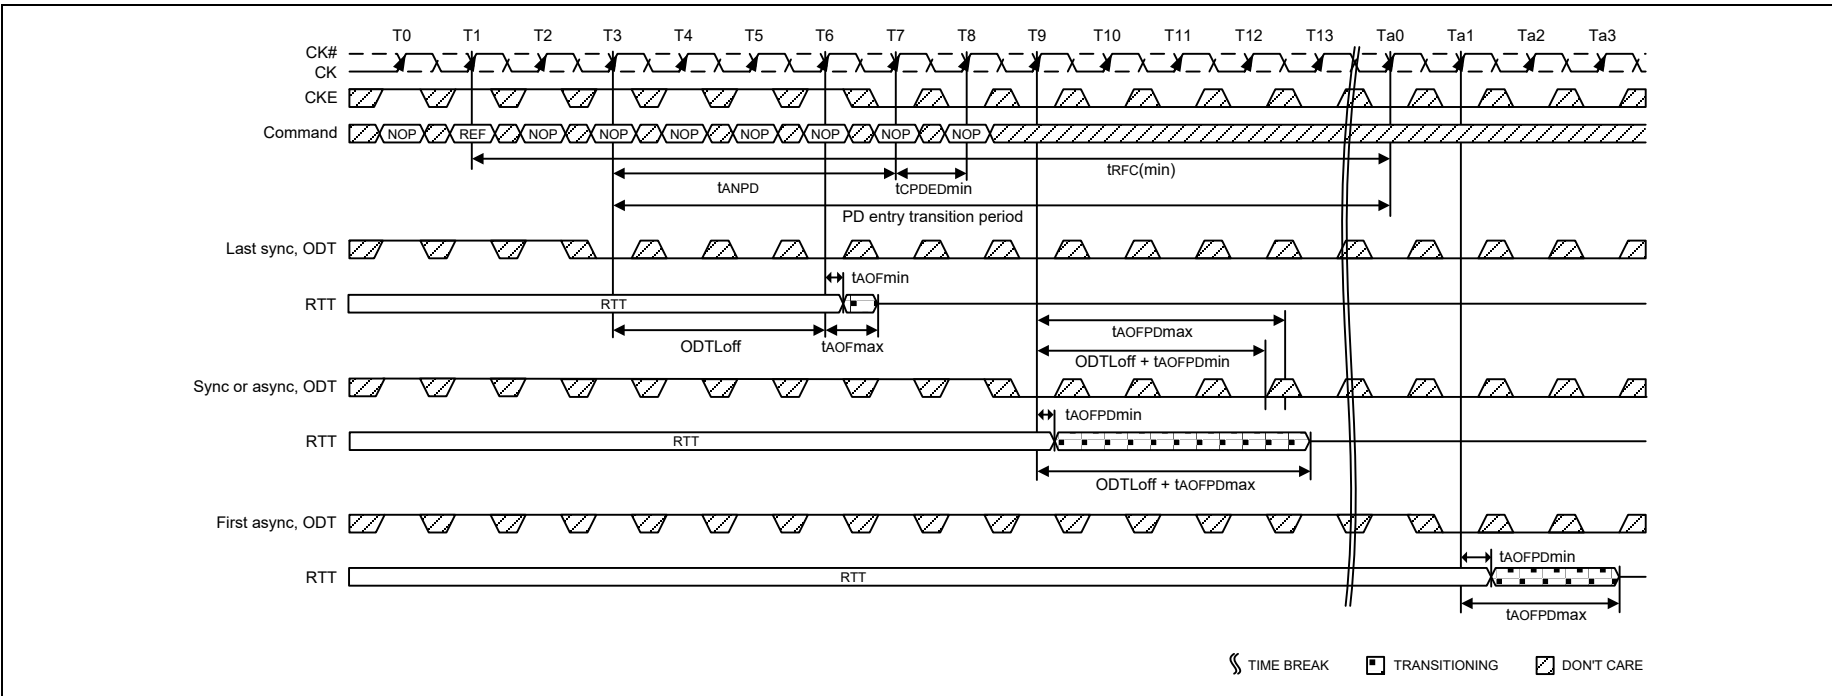 T0 T1 T2 T3 T4 T5 T6 T7 T8 T9 T10 T11 T12 T13 Ta0 Ta1 Ta2 Ta3
CK#
CK
CKE
Command NOP REF NOP NOP NOP NOP NOP NOP NOP
tRFC(min)
tANPD tCPDEDmin
PD entry transition period
Last sync, ODT
tAOFmin
RTT RTT
tAOFPDmax
ODTLoff tAOFmax
ODTLoff + tAOFPDmin
Sync or async, ODT
tAOFPDmin
RTT RTT
ODTLoff + tAOFPDmax
First async, ODT
tAOFPDmin
RTT RTT
tAOFPDmax
TIME BREAK TRANSITIONING DON'T CARE